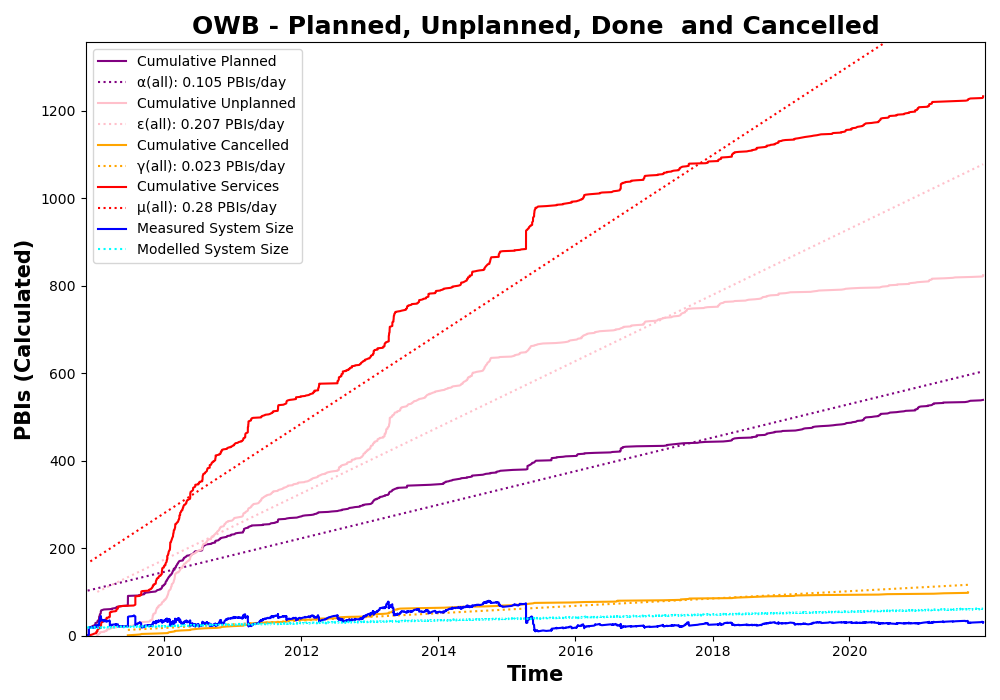 OWB - Planned, Unplanned, Done  and Cancelled
Cumulative Planned
α(all): 0.105 PBIs/day
Cumulative Unplanned
ε(all): 0.207 PBIs/day
Cumulative Cancelled
γ(all): 0.023 PBIs/day
Cumulative Services
μ(all): 0.28 PBIs/day
Measured System Size
Modelled System Size
PBIs (Calculated)
1200
1000
800
600
400
200
0
2010 2012 2014 2016 2018 2020
Time